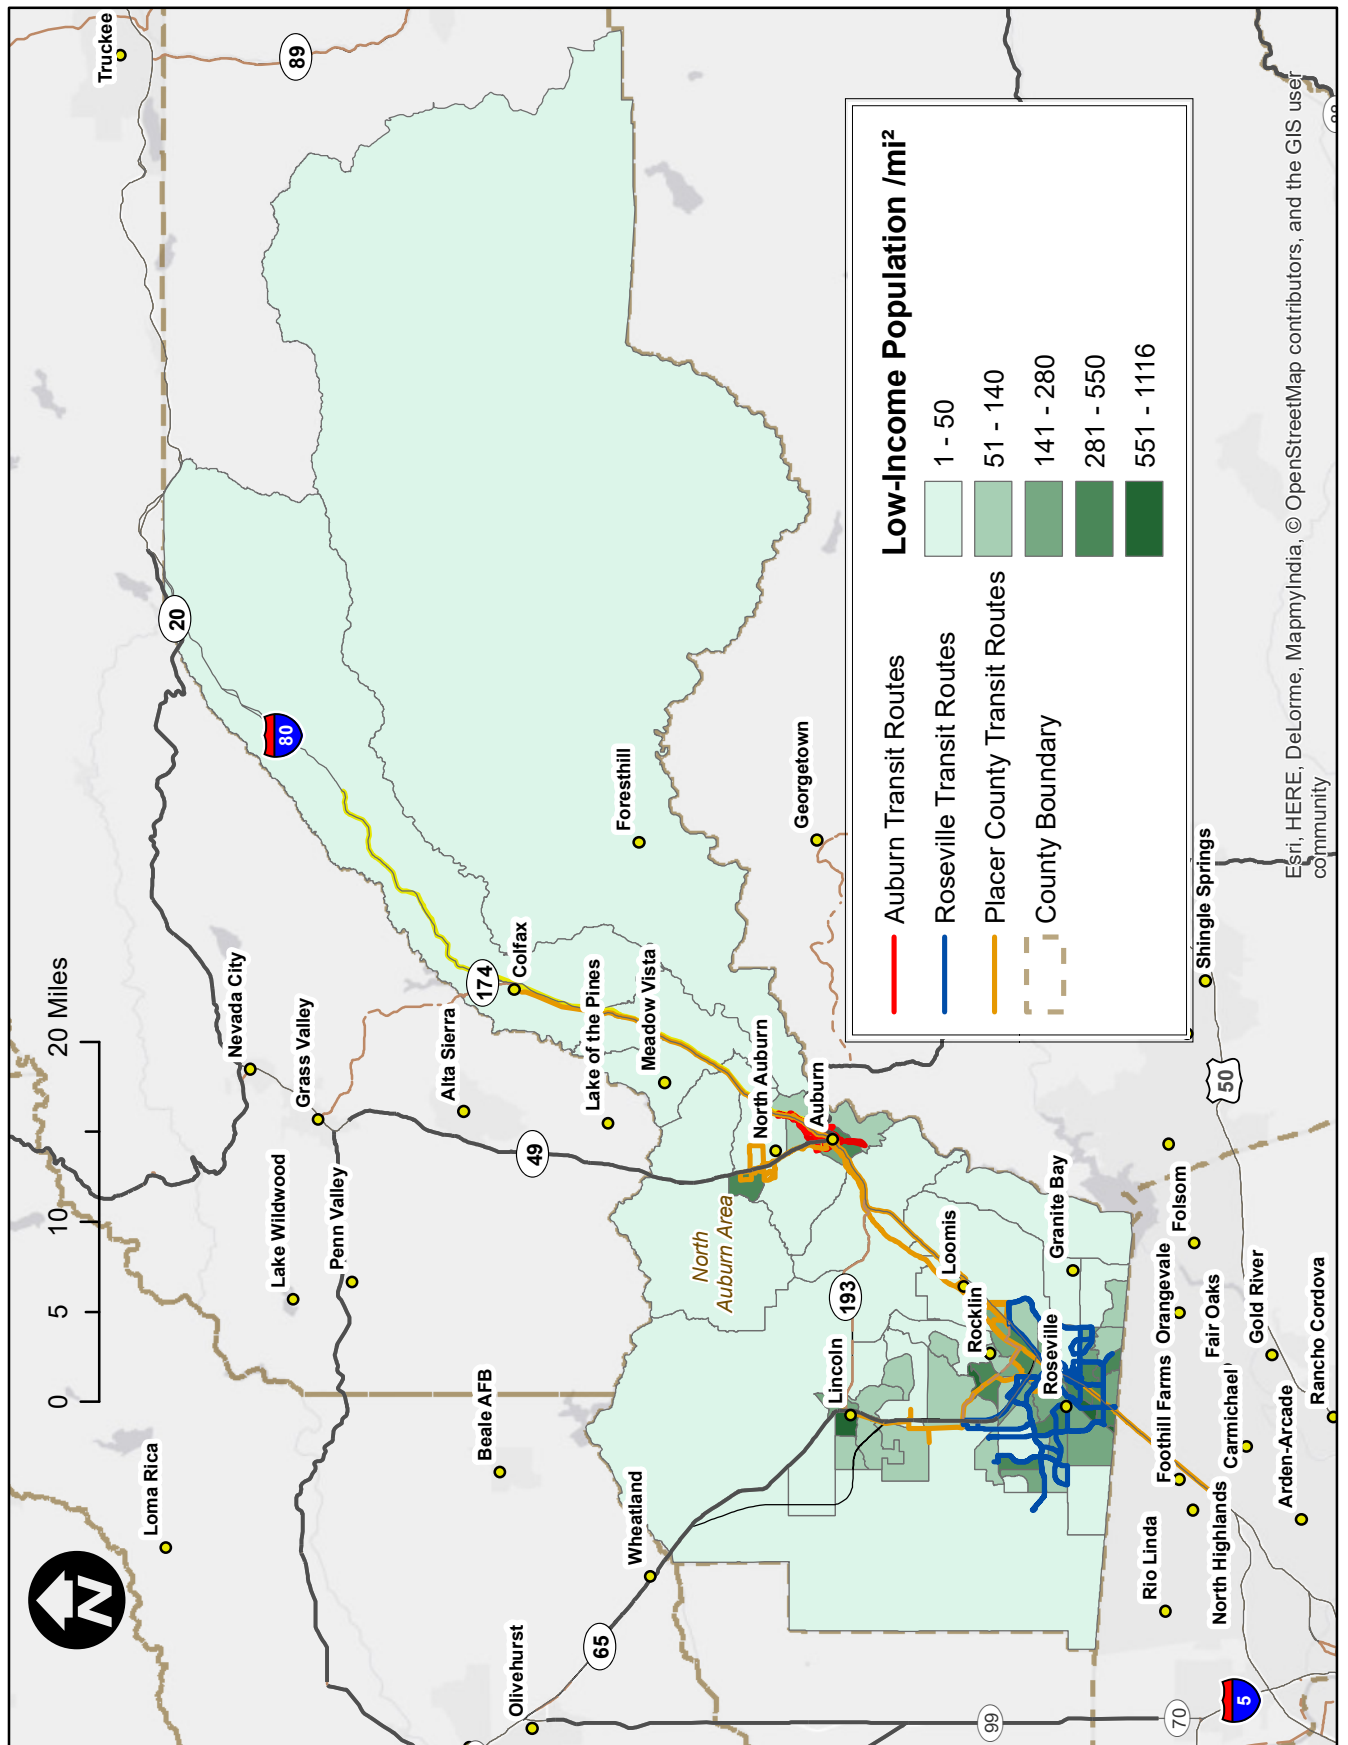 N
0
5
10
20 Miles
Truckee
89
20
80
Loma Rica
Lake Wildwood
Penn Valley
Nevada City
Grass Valley
Alta Sierra
49
174
Colfax
Lake of the Pines
Meadow Vista
Foresthill
Georgetown
Olivehurst
65
Wheatland
Beale AFB
North
Auburn Area
North Auburn
Auburn
193
Lincoln
Loomis
Rocklin
Roseville
Granite Bay
Rio Linda
North Highlands
Foothill Farms
Carmichael
Arden-Arcade
Orangevale
Fair Oaks
Gold River
Rancho Cordova
Folsom
50
Shingle Springs
99
70
5
Auburn Transit Routes
Roseville Transit Routes
Placer County Transit Routes
County Boundary
Low-Income Population /mi²
1 - 50
51 - 140
141 - 280
281 - 550
551 - 1116
Esri, HERE, DeLorme, MapmyIndia, © OpenStreetMap contributors, and the GIS user
community